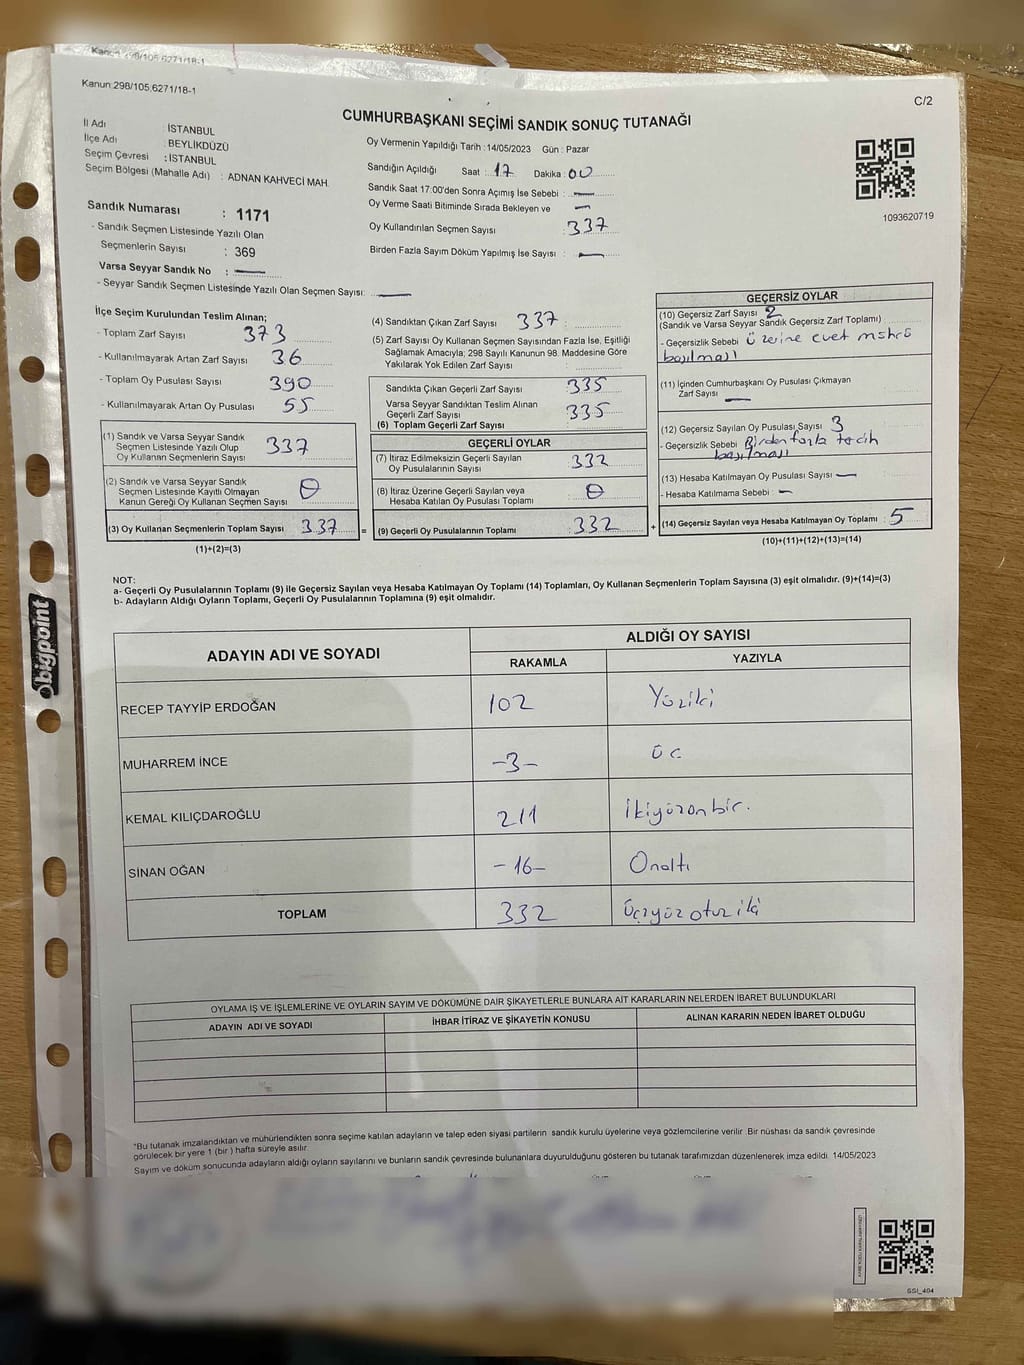 Kanun:298/105,6271/18-1
C/2
CUMHURBAŞKANI SEÇİMİ SANDIK SONUÇ TUTANAĞI
İl Adı : İSTANBUL
İlçe Adı : BEYLİKDÜZÜ
Seçim Çevresi : İSTANBUL
Seçim Bölgesi (Mahalle Adı) : ADNAN KAHVECİ MAH.
Oy Vermenin Yapıldığı Tarih : 14/05/2023 Gün : Pazar
Sandığın Açıldığı Saat : 17 Dakika : 00
Sandık Saat 17:00'den Sonra Açımış İse Sebebi : —
Oy Verme Saati Bitiminde Sırada Bekleyen ve —
Oy Kullandırılan Seçmen Sayısı : 337
Birden Fazla Sayım Döküm Yapılmış İse Sayısı : —
1093620719
Sandık Numarası : 1171
- Sandık Seçmen Listesinde Yazılı Olan
Seçmenlerin Sayısı : 369
Varsa Seyyar Sandık No : —
- Seyyar Sandık Seçmen Listesinde Yazılı Olan Seçmen Sayısı: —
İlçe Seçim Kurulundan Teslim Alınan;
- Toplam Zarf Sayısı 373
- Kullanılmayarak Artan Zarf Sayısı 36
- Toplam Oy Pusulası Sayısı 390
- Kullanılmayarak Artan Oy Pusulası 55
(1) Sandık ve Varsa Seyyar Sandık
Seçmen Listesinde Yazılı Olup
Oy Kullanan Seçmenlerin Sayısı 337
(2) Sandık ve Varsa Seyyar Sandık
Seçmen Listesinde Kayıtlı Olmayan
Kanun Gereği Oy Kullanan Seçmen Sayısı 0
(3) Oy Kullanan Seçmenlerin Toplam Sayısı 337 =
(1)+(2)=(3)
(4) Sandıktan Çıkan Zarf Sayısı 337
(5) Zarf Sayısı Oy Kullanan Seçmen Sayısından Fazla İse, Eşitliği
Sağlamak Amacıyla; 298 Sayılı Kanunun 98. Maddesine Göre
Yakılarak Yok Edilen Zarf Sayısı :
Sandıkta Çıkan Geçerli Zarf Sayısı : 335
Varsa Seyyar Sandıktan Teslim Alınan
Geçerli Zarf Sayısı : 335
(6) Toplam Geçerli Zarf Sayısı
GEÇERLİ OYLAR
(7) İtiraz Edilmeksizin Geçerli Sayılan
Oy Pusulalarının Sayısı : 332
(8) İtiraz Üzerine Geçerli Sayılan veya
Hesaba Katılan Oy Pusulası Toplamı : 0
(9) Geçerli Oy Pusulalarının Toplamı : 332 +
GEÇERSİZ OYLAR
(10) Geçersiz Zarf Sayısı 2
(Sandık ve Varsa Seyyar Sandık Geçersiz Zarf Toplamı)
- Geçersizlik Sebebi Üzerine evet mührü
basılması
(11) İçinden Cumhurbaşkanı Oy Pusulası Çıkmayan
Zarf Sayısı —
(12) Geçersiz Sayılan Oy Pusulası Sayısı 3
- Geçersizlik Sebebi Birden fazla tercih
basılması
(13) Hesaba Katılmayan Oy Pusulası Sayısı —
- Hesaba Katılmama Sebebi : —
(14) Geçersiz Sayılan veya Hesaba Katılmayan Oy Toplamı : 5
(10)+(11)+(12)+(13)=(14)
NOT:
a- Geçerli Oy Pusulalarının Toplamı (9) ile Geçersiz Sayılan veya Hesaba Katılmayan Oy Toplamı (14) Toplamları, Oy Kullanan Seçmenlerin Toplam Sayısına (3) eşit olmalıdır. (9)+(14)=(3)
b- Adayların Aldığı Oyların Toplamı, Geçerli Oy Pusulalarının Toplamına (9) eşit olmalıdır.
ADAYIN ADI VE SOYADI
ALDIĞI OY SAYISI
RAKAMLA YAZIYLA
RECEP TAYYİP ERDOĞAN 102 Yüziki
MUHARREM İNCE -3- üç
KEMAL KILIÇDAROĞLU 211 İkiyüzonbir.
SİNAN OĞAN -16- Onaltı
TOPLAM 332 Üçyüzotuziki
OYLAMA İŞ VE İŞLEMLERİNE VE OYLARIN SAYIM VE DÖKÜMÜNE DAİR ŞİKAYETLERLE BUNLARA AİT KARARLARIN NELERDEN İBARET BULUNDUKLARI
ADAYIN ADI VE SOYADI
İHBAR İTİRAZ VE ŞİKAYETİN KONUSU
ALINAN KARARIN NEDEN İBARET OLDUĞU
*Bu tutanak imzalandıktan ve mühürlendikten sonra seçime katılan adayların ve talep eden siyasi partilerin sandık kurulu üyelerine veya gözlemcilerine verilir. Bir nüshası da sandık çevresinde
görülecek bir yere 1 (bir) hafta süreyle asılır.
Sayım ve döküm sonucunda adayların aldığı oyların sayılarını ve bunların sandık çevresinde bulunanlara duyurulduğunu gösteren bu tutanak tarafımızdan düzenlenerek imza edildi. 14/05/2023
bigpoint
SSI_404